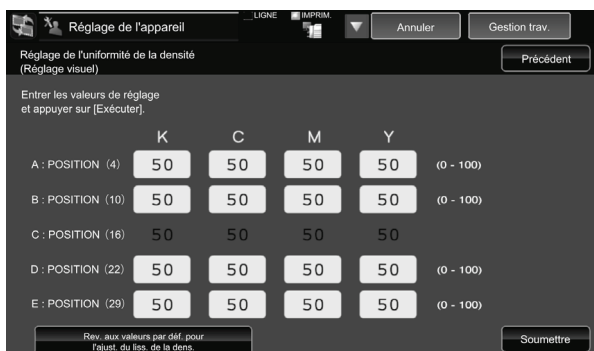 Réglage de l'appareil
LIGNE
IMPRIM.
Annuler
Gestion trav.
Réglage de l'uniformité de la densité
(Réglage visuel)
Précédent
Entrer les valeurs de réglage
et appuyer sur [Exécuter].
K C M Y
A : POSITION (4) 50 50 50 50 (0 - 100)
B : POSITION (10) 50 50 50 50 (0 - 100)
C : POSITION (16) 50 50 50 50
D : POSITION (22) 50 50 50 50 (0 - 100)
E : POSITION (29) 50 50 50 50 (0 - 100)
Rev. aux valeurs par déf. pour
l'ajust. du liss. de la dens.
Soumettre